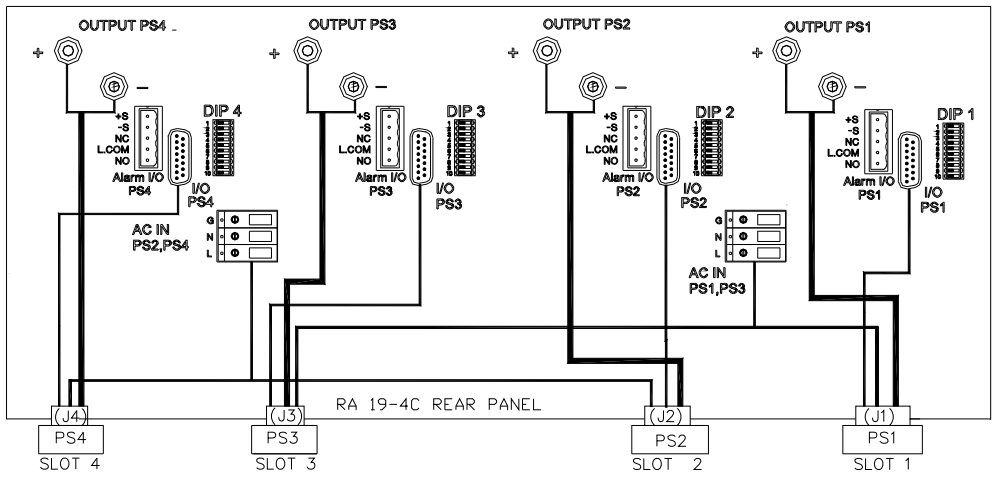 OUTPUT PS4
OUTPUT PS3
OUTPUT PS2
OUTPUT PS1
+
+
+
+
−
−
−
−
DIP 4
+S
-S
NC
L.COM
NO
Alarm I/O
PS4
I/O
PS4
DIP 3
+S
-S
NC
L.COM
NO
Alarm I/O
PS3
I/O
PS3
DIP 2
+S
-S
NC
L.COM
NO
Alarm I/O
PS2
I/O
PS2
DIP 1
+S
-S
NC
L.COM
NO
Alarm I/O
PS1
I/O
PS1
AC IN
PS2,PS4
G
N
L
G
N
L
AC IN
PS1,PS3
RA 19-4C REAR PANEL
(J4)
(J3)
(J2)
(J1)
PS4
PS3
PS2
PS1
SLOT 4
SLOT 3
SLOT 2
SLOT 1